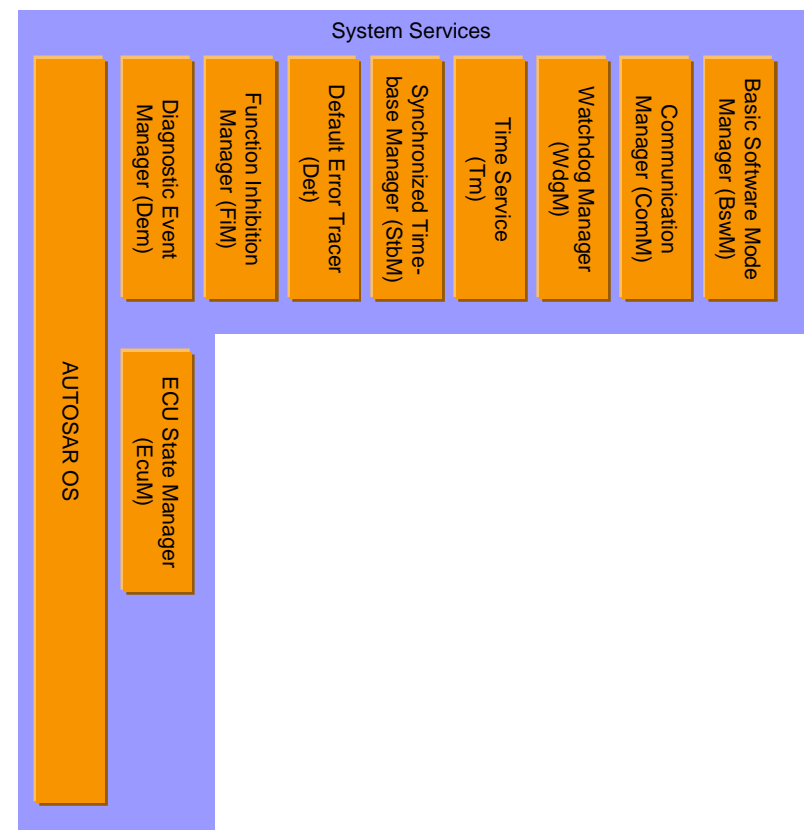 System Services
AUTOSAR OS
Diagnostic Event
Manager (Dem)
Function Inhibition
Manager (FiM)
Default Error Tracer
(Det)
Synchronized Time-
base Manager (StbM)
Time Service
(Tm)
Watchdog Manager
(WdgM)
Communication
Manager (ComM)
Basic Software Mode
Manager (BswM)
ECU State Manager
(EcuM)